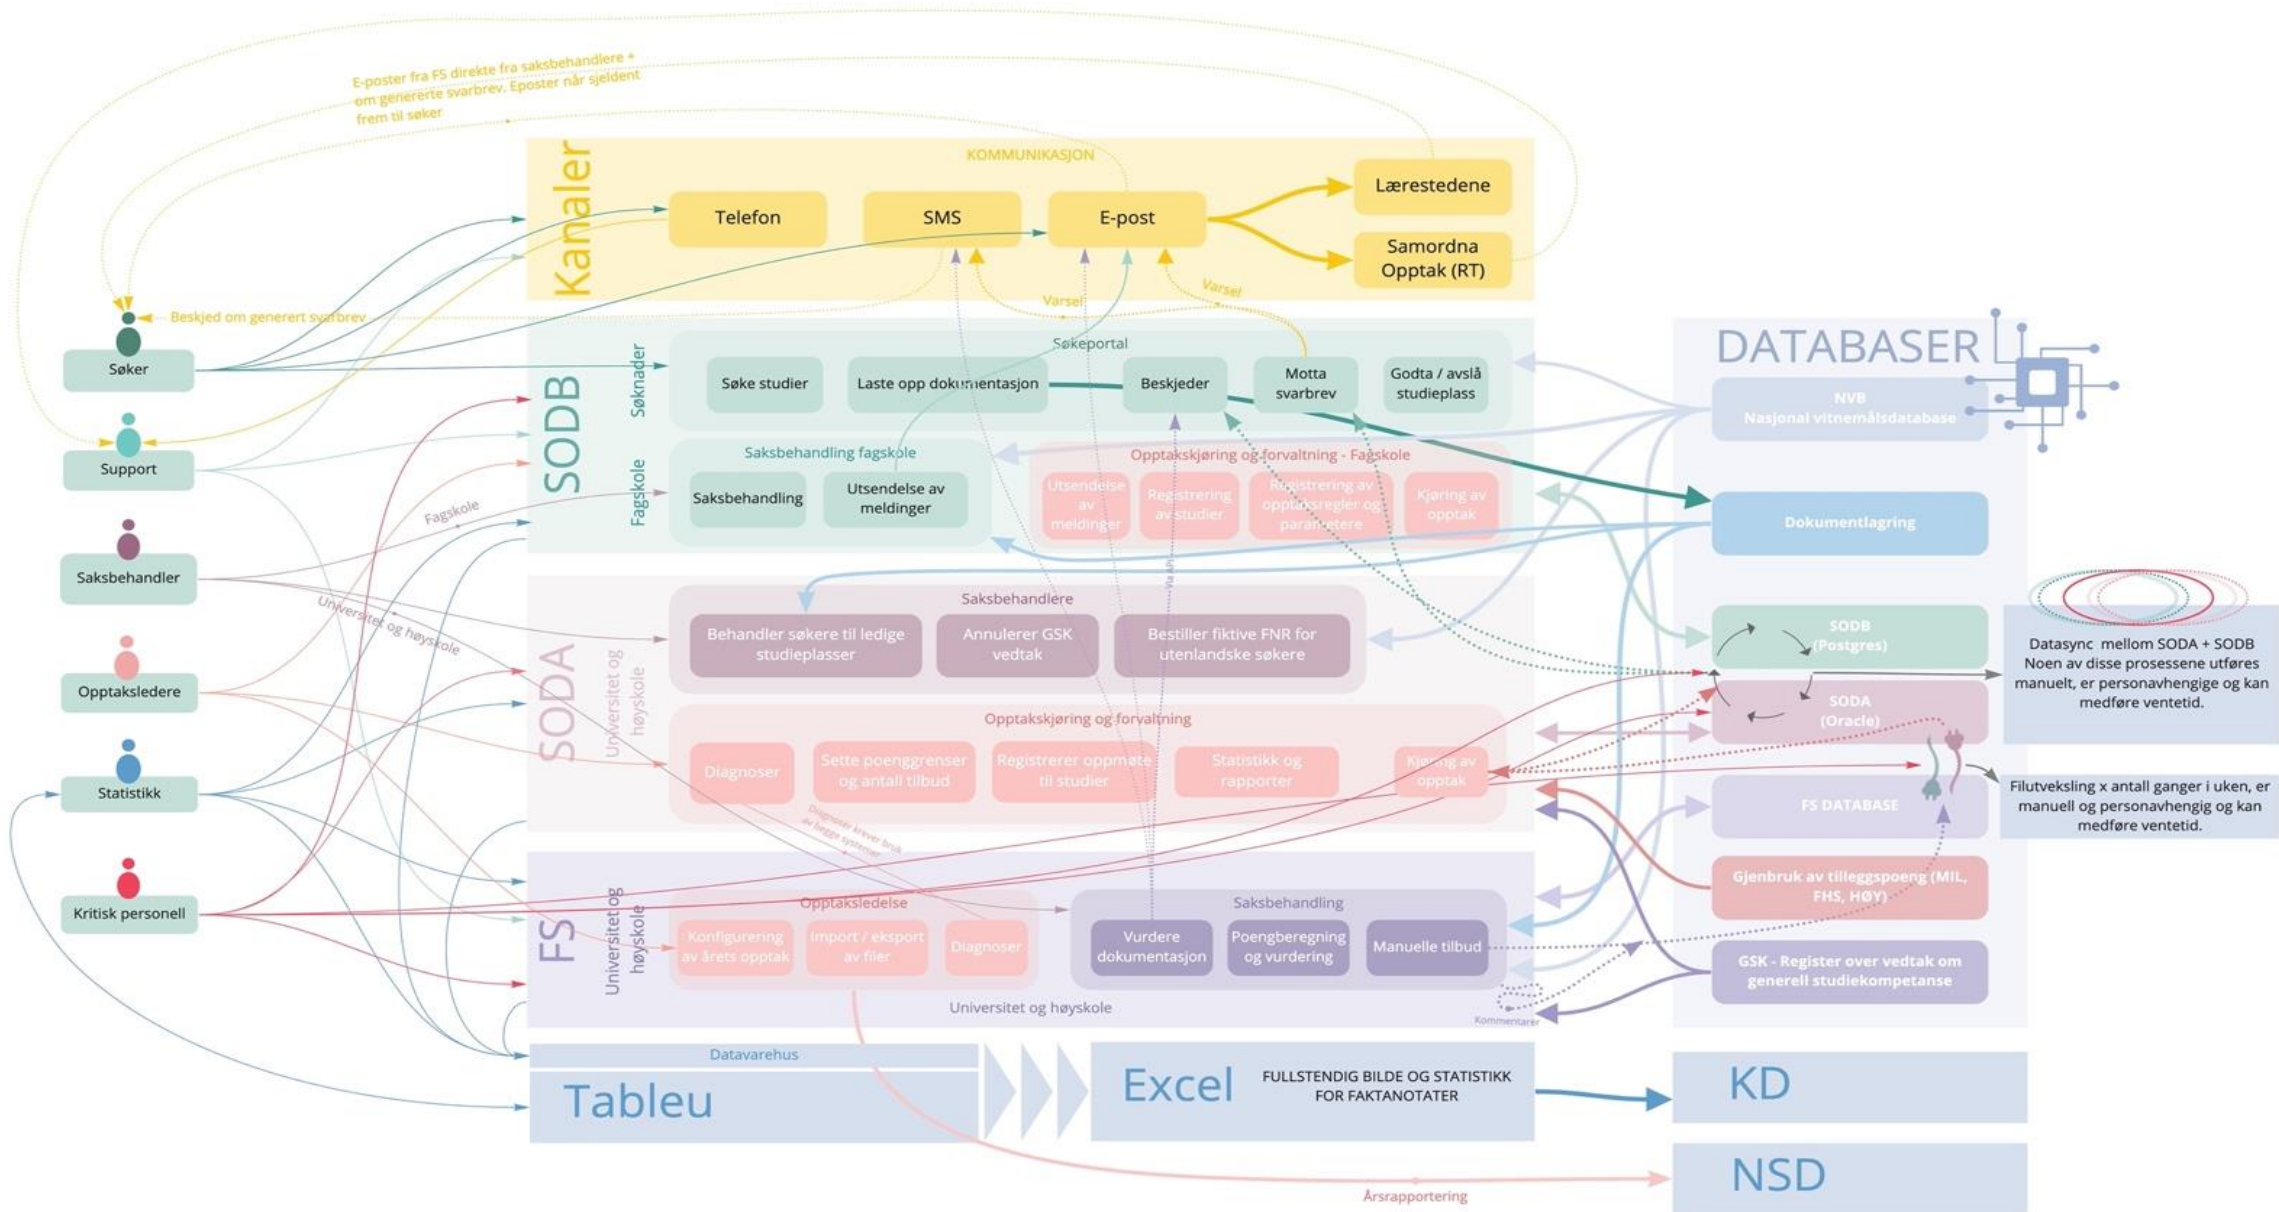 E-poster fra FS direkte fra saksbehandlere +
om genererte svarbrev. Eposter når sjeldent
frem til søker
Kanaler
KOMMUNIKASJON
Telefon
SMS
E-post
Lærestedene
Samordna
Opptak (RT)
Beskjed om generert svarbrev
Varsel
Varsel
Søker
Support
Saksbehandler
Opptaksledere
Statistikk
Kritisk personell
Fagskole
Universitet og høyskole
SODB
Søknader
Søkeportal
Søke studier
Laste opp dokumentasjon
Beskjeder
Motta
svarbrev
Godta / avslå
studieplass
Fagskole
Saksbehandling fagskole
Saksbehandling
Utsendelse av
meldinger
Opptakskjøring og forvaltning - Fagskole
Utsendelse
av
meldinger
Registrering
av studier
Registrering av
opptaksregler og
parametere
Kjøring av
opptak
Via API
SODA
Universitet og
høyskole
Saksbehandlere
Behandler søkere til ledige
studieplasser
Annulerer GSK
vedtak
Bestiller fiktive FNR for
utenlandske søkere
Opptakskjøring og forvaltning
Diagnoser
Sette poenggrenser
og antall tilbud
Registrerer oppmøte
til studier
Statistikk og
rapporter
Kjøring av
opptak
Diagnoser krever bruk
av begge systemer
FS
Universitet og
høyskole
Opptaksledelse
Konfigurering
av årets opptak
Import / eksport
av filer
Diagnoser
Saksbehandling
Vurdere
dokumentasjon
Poengberegning
og vurdering
Manuelle tilbud
Universitet og høyskole
Kommentarer
DATABASER
NVB
Nasjonal vitnemålsdatabase
Dokumentlagring
SODB
(Postgres)
SODA
(Oracle)
FS DATABASE
Gjenbruk av tilleggspoeng (MIL,
FHS, HØY)
GSK - Register over vedtak om
generell studiekompetanse
Datasync mellom SODA + SODB
Noen av disse prosessene utføres
manuelt, er personavhengige og kan
medføre ventetid.
Filutveksling x antall ganger i uken, er
manuell og personavhengig og kan
medføre ventetid.
Datavarehus
Tableu
Excel
FULLSTENDIG BILDE OG STATISTIKK
FOR FAKTANOTATER
KD
NSD
Årsrapportering